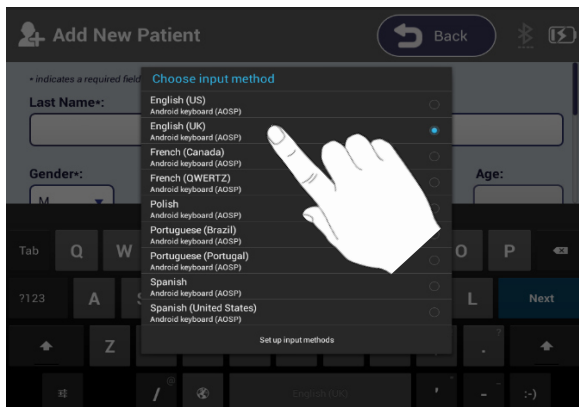 Add New Patient
Back
* indicates a required field
Last Name*:
Gender*:
Age:
M
Choose input method
English (US)
Android keyboard (AOSP)
English (UK)
Android keyboard (AOSP)
French (Canada)
Android keyboard (AOSP)
French (QWERTZ)
Android keyboard (AOSP)
Polish
Android keyboard (AOSP)
Portuguese (Brazil)
Android keyboard (AOSP)
Portuguese (Portugal)
Android keyboard (AOSP)
Spanish
Android keyboard (AOSP)
Spanish (United States)
Android keyboard (AOSP)
Set up input methods
Tab Q W O P
?123 A L Next
Z . ?
/ @ English (UK) ' - :-)